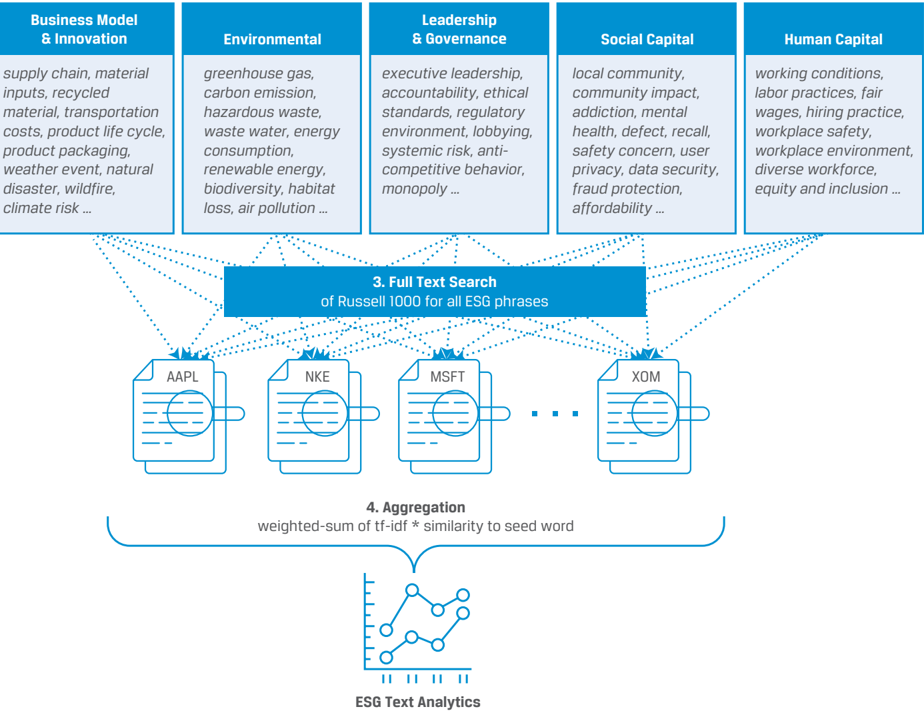 Business Model
& Innovation
supply chain, material
inputs, recycled
material, transportation
costs, product life cycle,
product packaging,
weather event, natural
disaster, wildfire,
climate risk ...
Environmental
greenhouse gas,
carbon emission,
hazardous waste,
waste water, energy
consumption,
renewable energy,
biodiversity, habitat
loss, air pollution ...
Leadership
& Governance
executive leadership,
accountability, ethical
standards, regulatory
environment, lobbying,
systemic risk, anti-
competitive behavior,
monopoly ...
Social Capital
local community,
community impact,
addiction, mental
health, defect, recall,
safety concern, user
privacy, data security,
fraud protection,
affordability ...
Human Capital
working conditions,
labor practices, fair
wages, hiring practice,
workplace safety,
workplace environment,
diverse workforce,
equity and inclusion ...
3. Full Text Search
of Russell 1000 for all ESG phrases
AAPL
NKE
MSFT
XOM
4. Aggregation
weighted-sum of tf-idf * similarity to seed word
ESG Text Analytics